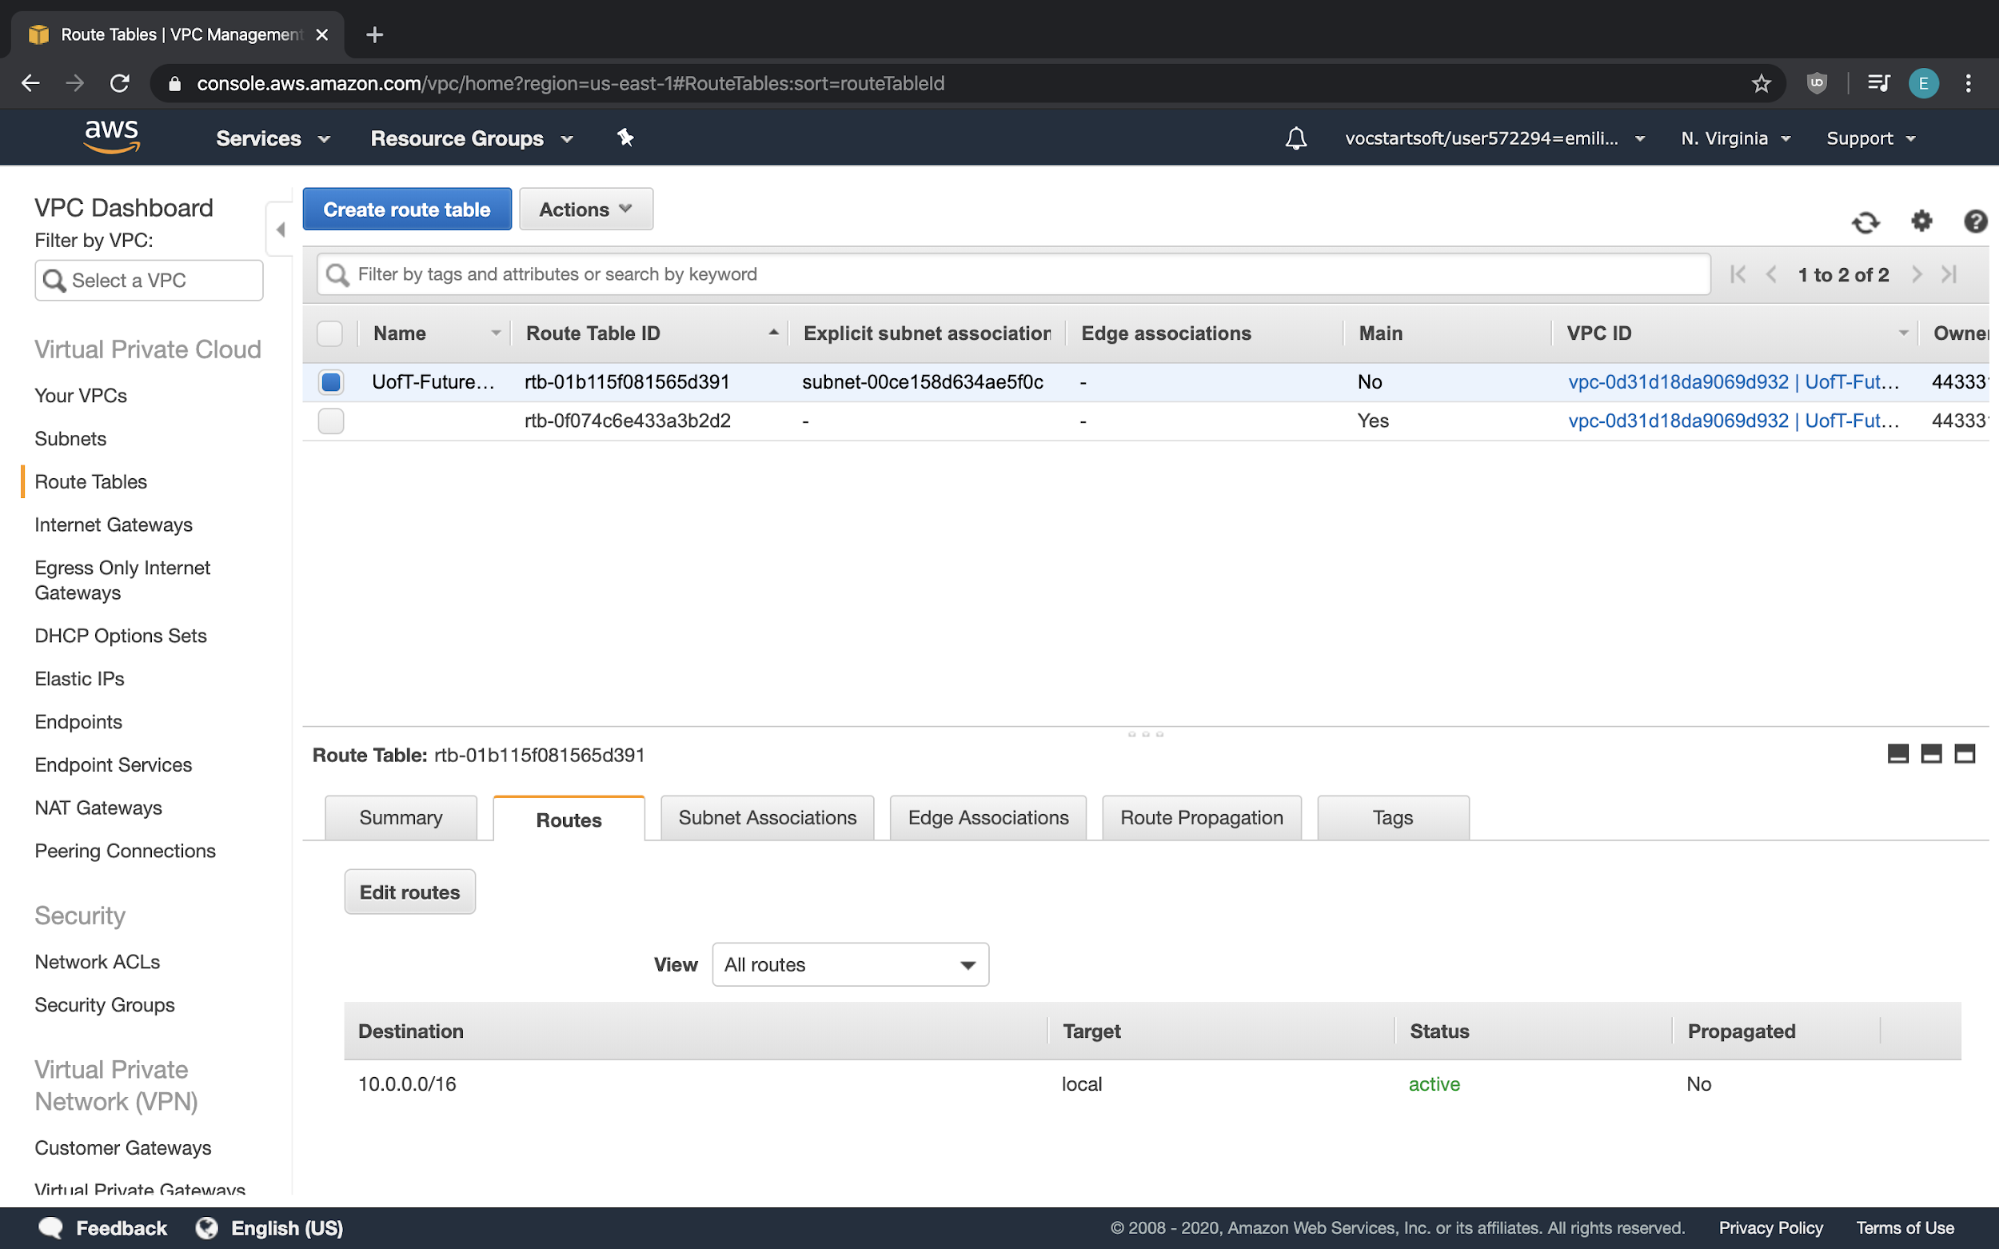 Route Tables | VPC Management
console.aws.amazon.com/vpc/home?region=us-east-1#RouteTables:sort=routeTableId
E
aws Services Resource Groups vocstartsoft/user572294=emili... N. Virginia Support
VPC Dashboard
Filter by VPC:
Select a VPC
Virtual Private Cloud
Your VPCs
Subnets
Route Tables
Internet Gateways
Egress Only Internet
Gateways
DHCP Options Sets
Elastic IPs
Endpoints
Endpoint Services
NAT Gateways
Peering Connections
Security
Network ACLs
Security Groups
Virtual Private
Network (VPN)
Customer Gateways
Virtual Private Gateways
Create route table Actions
Filter by tags and attributes or search by keyword 1 to 2 of 2
Name Route Table ID Explicit subnet association Edge associations Main VPC ID Owner
UofT-Future... rtb-01b115f081565d391 subnet-00ce158d634ae5f0c - No vpc-0d31d18da9069d932 | UofT-Fut... 44333
rtb-0f074c6e433a3b2d2 - - Yes vpc-0d31d18da9069d932 | UofT-Fut... 44333
Route Table: rtb-01b115f081565d391
Summary Routes Subnet Associations Edge Associations Route Propagation Tags
Edit routes
View All routes
Destination Target Status Propagated
10.0.0.0/16 local active No
Feedback English (US) © 2008 - 2020, Amazon Web Services, Inc. or its affiliates. All rights reserved. Privacy Policy Terms of Use